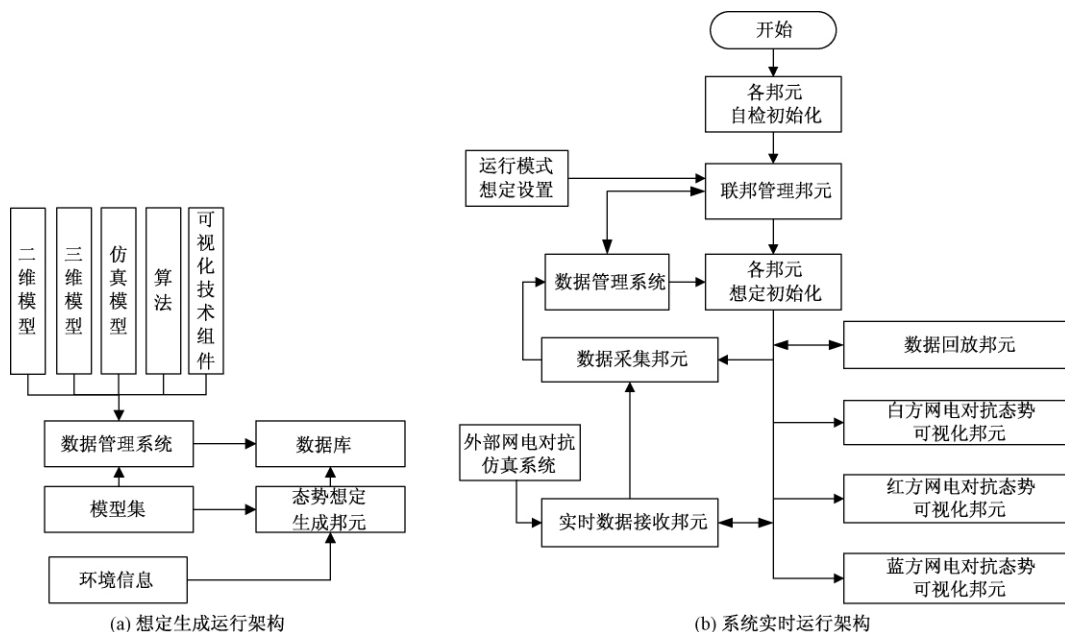 二维模型
三维模型
仿真模型
算法
可视化技术组件
数据管理系统
数据库
模型集
态势想定
生成邦元
环境信息
(a) 想定生成运行架构
开始
各邦元
自检初始化
运行模式
想定设置
联邦管理邦元
数据管理系统
各邦元
想定初始化
数据采集邦元
数据回放邦元
白方网电对抗态势
可视化邦元
外部网电对抗
仿真系统
红方网电对抗态势
可视化邦元
实时数据接收邦元
蓝方网电对抗态势
可视化邦元
(b) 系统实时运行架构